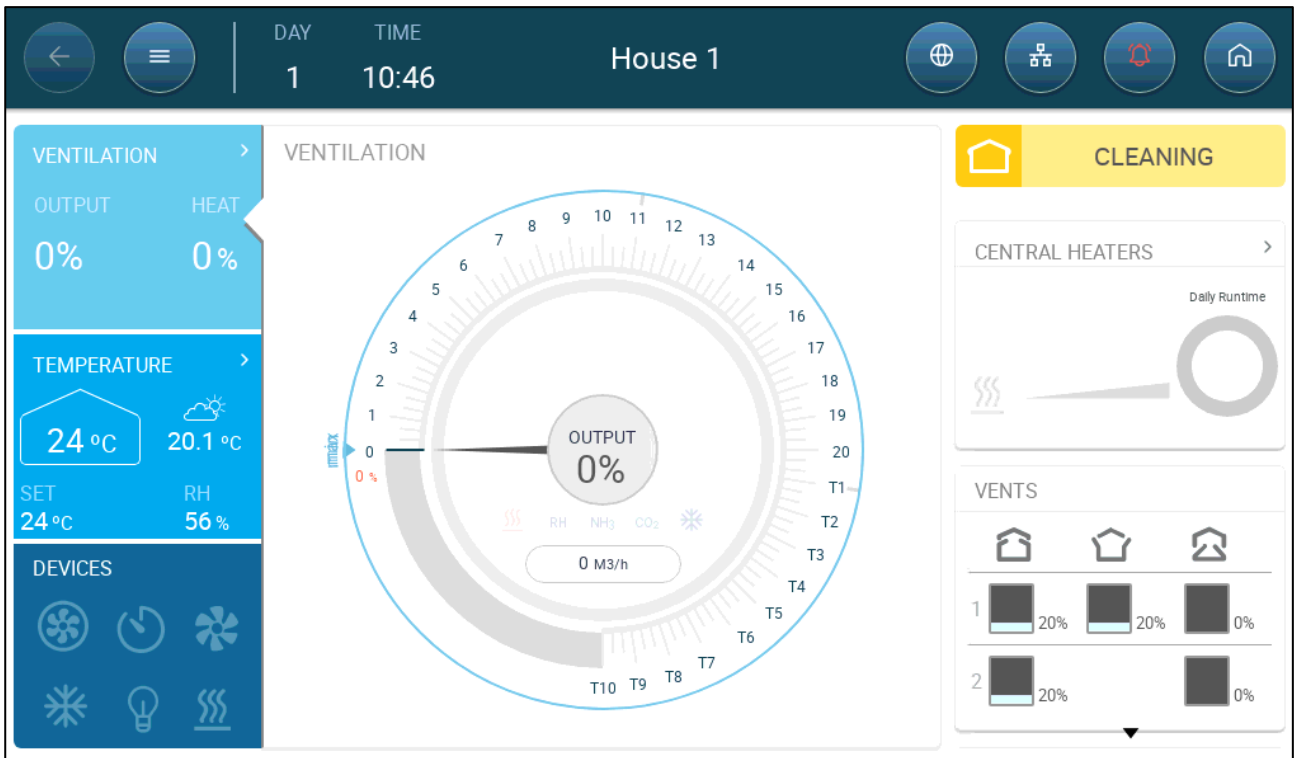 DAY TIME
1 10:46
House 1
VENTILATION
OUTPUT HEAT
0% 0 %
TEMPERATURE
24 ºC 20.1 ºC
SET RH
24 ºC 56 %
DEVICES
VENTILATION
0
1
2
3
4
5
6
7
8
9
10
11
12
13
14
15
16
17
18
19
20
T1
T2
T3
T4
T5
T6
T7
T8
T9
T10
0 %
OUTPUT
0%
RH NH3 CO2
0 M3/h
CLEANING
CENTRAL HEATERS
Daily Runtime
VENTS
1 20% 20% 0%
2 20% 0%